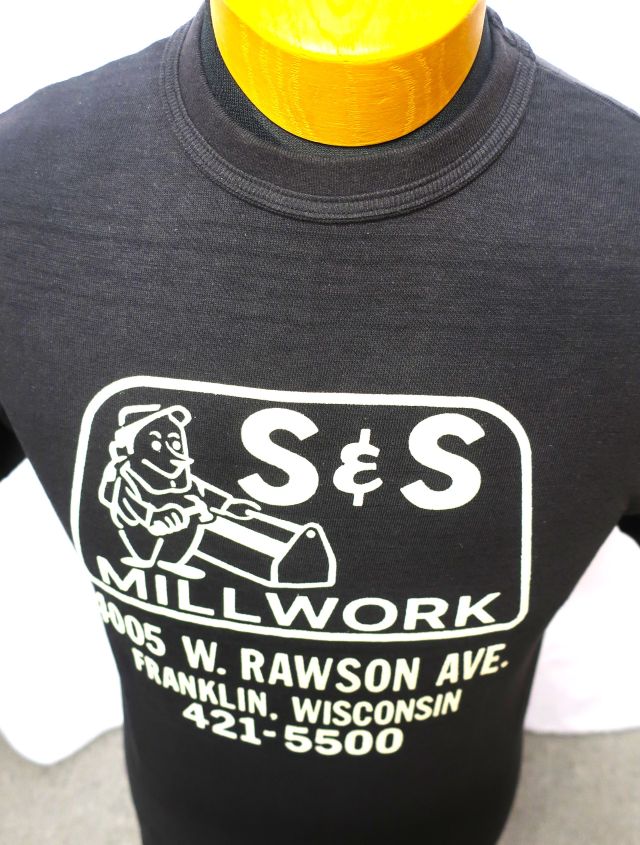 S & S
MILLWORK
W. RAWSON AVE.
FRANKLIN, WISCONSIN
421-5500